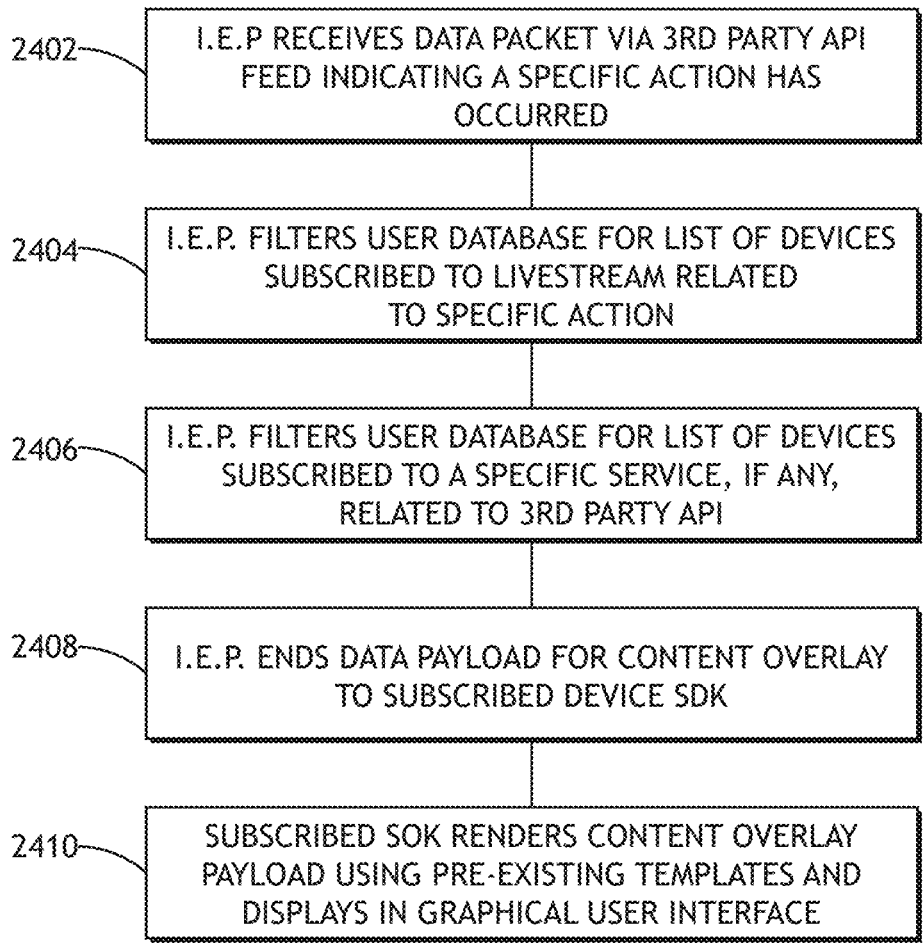 2402
I.E.P RECEIVES DATA PACKET VIA 3RD PARTY API
FEED INDICATING A SPECIFIC ACTION HAS
OCCURRED
2404
I.E.P. FILTERS USER DATABASE FOR LIST OF DEVICES
SUBSCRIBED TO LIVESTREAM RELATED
TO SPECIFIC ACTION
2406
I.E.P. FILTERS USER DATABASE FOR LIST OF DEVICES
SUBSCRIBED TO A SPECIFIC SERVICE, IF ANY,
RELATED TO 3RD PARTY API
2408
I.E.P. ENDS DATA PAYLOAD FOR CONTENT OVERLAY
TO SUBSCRIBED DEVICE SDK
2410
SUBSCRIBED SOK RENDERS CONTENT OVERLAY
PAYLOAD USING PRE-EXISTING TEMPLATES AND
DISPLAYS IN GRAPHICAL USER INTERFACE